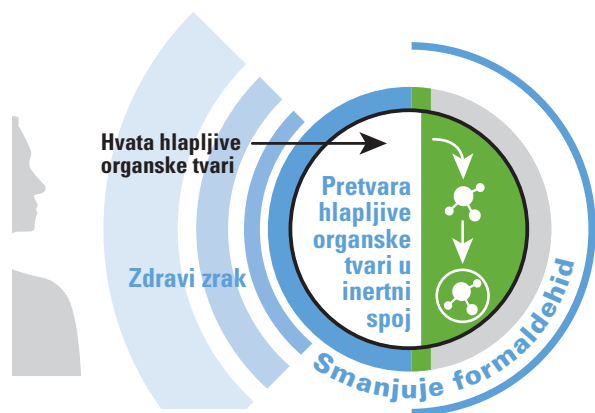 Hvata hlapljive
organske tvari
Pretvara
hlapljive
organske
tvari u
inertni
spoj
Zdravi zrak
Smanjuje formaldehid